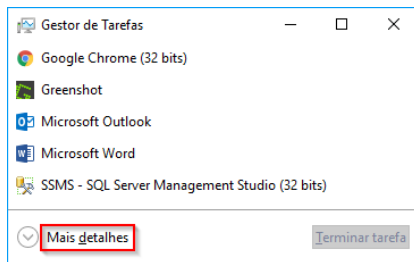 Gestor de Tarefas
Google Chrome (32 bits)
Greenshot
Microsoft Outlook
Microsoft Word
SSMS - SQL Server Management Studio (32 bits)
Mais detalhes
Terminar tarefa